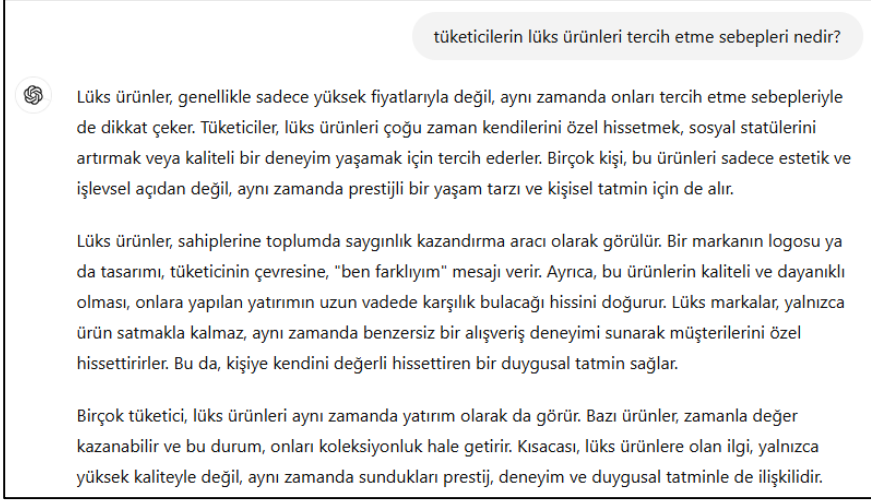 tüketicilerin lüks ürünleri tercih etme sebepleri nedir?
Lüks ürünler, genellikle sadece yüksek fiyatlarıyla değil, aynı zamanda onları tercih etme sebepleriyle
de dikkat çeker. Tüketiciler, lüks ürünleri çoğu zaman kendilerini özel hissetmek, sosyal statülerini
artırmak veya kaliteli bir deneyim yaşamak için tercih ederler. Birçok kişi, bu ürünleri sadece estetik ve
işlevsel açıdan değil, aynı zamanda prestijli bir yaşam tarzı ve kişisel tatmin için de alır.
Lüks ürünler, sahiplerine toplumda saygınlık kazandırma aracı olarak görülür. Bir markanın logosu ya
da tasarımı, tüketicinin çevresine, "ben farklıyım" mesajı verir. Ayrıca, bu ürünlerin kaliteli ve dayanıklı
olması, onlara yapılan yatırımın uzun vadede karşılık bulacağı hissini doğurur. Lüks markalar, yalnızca
ürün satmakla kalmaz, aynı zamanda benzersiz bir alışveriş deneyimi sunarak müşterilerini özel
hissettirirler. Bu da, kişiye kendini değerli hissettiren bir duygusal tatmin sağlar.
Birçok tüketici, lüks ürünleri aynı zamanda yatırım olarak da görür. Bazı ürünler, zamanla değer
kazanabilir ve bu durum, onları koleksiyonluk hale getirir. Kısacası, lüks ürünlere olan ilgi, yalnızca
yüksek kaliteyle değil, aynı zamanda sundukları prestij, deneyim ve duygusal tatminle de ilişkilidir.